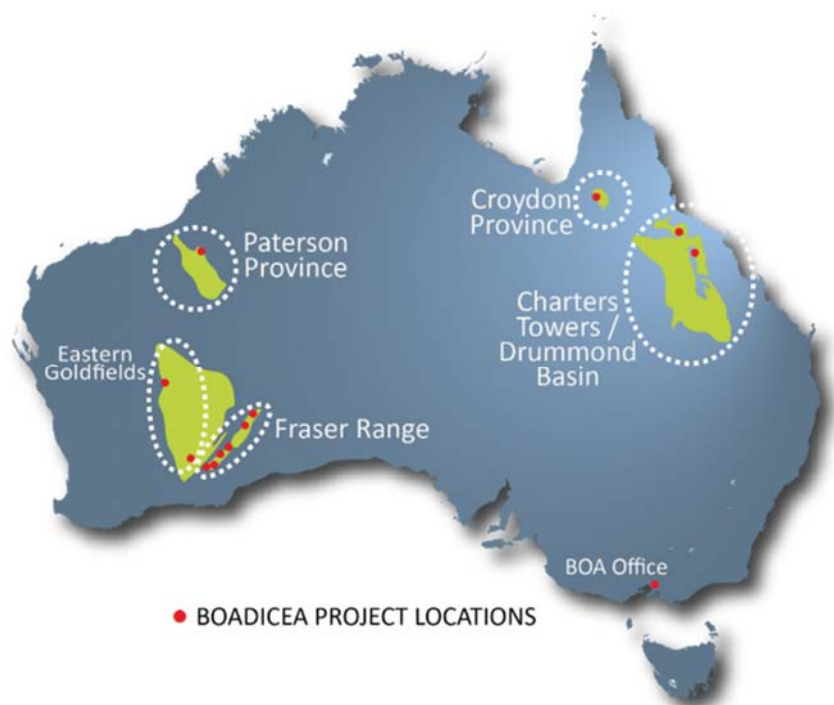 Croydon
Province
Paterson
Province
Charters
Towers /
Drummond
Basin
Eastern
Goldfields
Fraser Range
BOA Office
BOADICEA PROJECT LOCATIONS